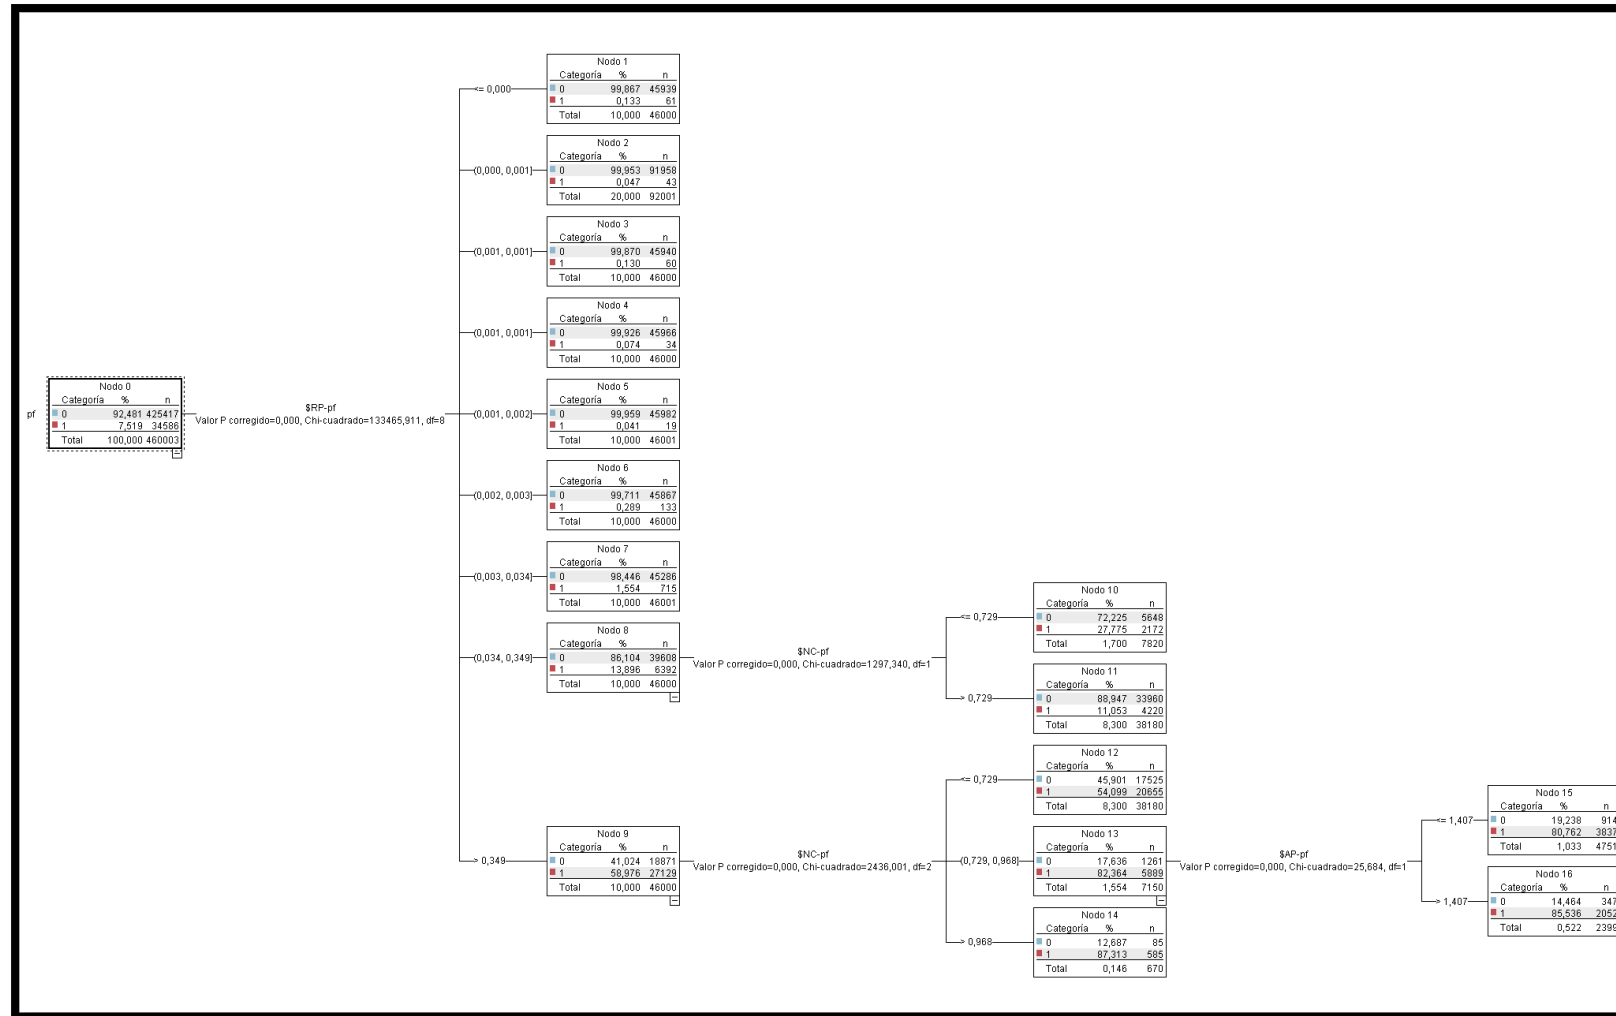 pf
Nodo 0
Categoría % n
0 92,481 425417
1 7,519 34586
Total 100,000 460003
$RP-pf
Valor P corregido=0,000, Chi-cuadrado=133465,911, df=8
<= 0,000
Nodo 1
Categoría % n
0 99,867 45939
1 0,133 61
Total 10,000 46000
(0,000, 0,001]
Nodo 2
Categoría % n
0 99,953 91958
1 0,047 43
Total 20,000 92001
(0,001, 0,001]
Nodo 3
Categoría % n
0 99,870 45940
1 0,130 60
Total 10,000 46000
(0,001, 0,001]
Nodo 4
Categoría % n
0 99,926 45966
1 0,074 34
Total 10,000 46000
(0,001, 0,002]
Nodo 5
Categoría % n
0 99,959 45982
1 0,041 19
Total 10,000 46001
(0,002, 0,003]
Nodo 6
Categoría % n
0 99,711 45867
1 0,289 133
Total 10,000 46000
(0,003, 0,034]
Nodo 7
Categoría % n
0 98,446 45286
1 1,554 715
Total 10,000 46001
(0,034, 0,349]
Nodo 8
Categoría % n
0 86,104 39608
1 13,896 6392
Total 10,000 46000
> 0,349
Nodo 9
Categoría % n
0 41,024 18871
1 58,976 27129
Total 10,000 46000
$NC-pf
Valor P corregido=0,000, Chi-cuadrado=1297,340, df=1
<= 0,729
Nodo 10
Categoría % n
0 72,225 5648
1 27,775 2172
Total 1,700 7820
> 0,729
Nodo 11
Categoría % n
0 88,947 33960
1 11,053 4220
Total 8,300 38180
$NC-pf
Valor P corregido=0,000, Chi-cuadrado=2436,001, df=2
<= 0,729
Nodo 12
Categoría % n
0 45,901 17525
1 54,099 20655
Total 8,300 38180
(0,729, 0,968]
Nodo 13
Categoría % n
0 17,636 1261
1 82,364 5889
Total 1,554 7150
> 0,968
Nodo 14
Categoría % n
0 12,687 85
1 87,313 585
Total 0,146 670
$AP-pf
Valor P corregido=0,000, Chi-cuadrado=25,684, df=1
<= 1,407
Nodo 15
Categoría % n
0 19,238 914
1 80,762 3837
Total 1,033 4751
> 1,407
Nodo 16
Categoría % n
0 14,464 347
1 85,536 2052
Total 0,522 2399